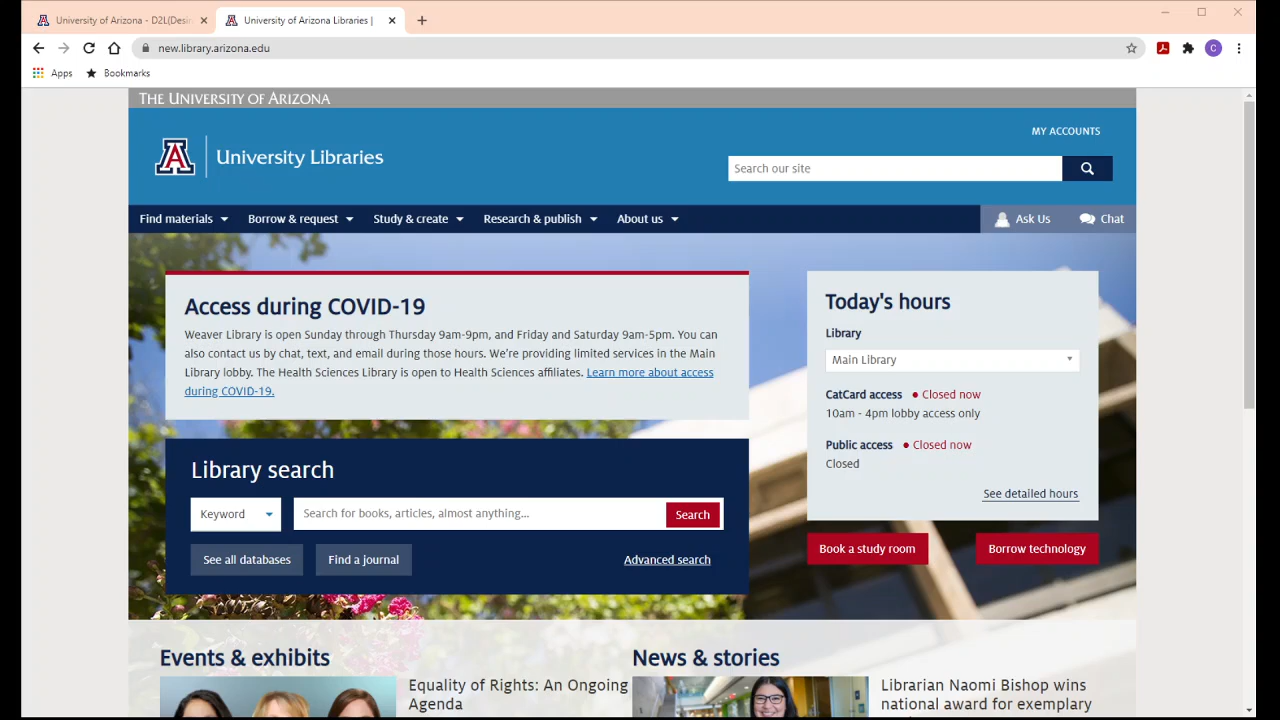 University of Arizona - D2L(Desi
University of Arizona Libraries |
new.library.arizona.edu
C
Apps
Bookmarks
THE UNIVERSITY OF ARIZONA
MY ACCOUNTS
A
University Libraries
Search our site
Find materials
Borrow & request
Study & create
Research & publish
About us
Ask Us
Chat
Access during COVID-19
Weaver Library is open Sunday through Thursday 9am-9pm, and Friday and Saturday 9am-5pm. You can
also contact us by chat, text, and email during those hours. We're providing limited services in the Main
Library lobby. The Health Sciences Library is open to Health Sciences affiliates. Learn more about access
during COVID-19.
Today's hours
Library
Main Library
CatCard access • Closed now
10am - 4pm lobby access only
Public access • Closed now
Closed
See detailed hours
Book a study room
Borrow technology
Library search
Keyword
Search for books, articles, almost anything...
Search
See all databases
Find a journal
Advanced search
Events & exhibits
Equality of Rights: An Ongoing
Agenda
News & stories
Librarian Naomi Bishop wins
national award for exemplary